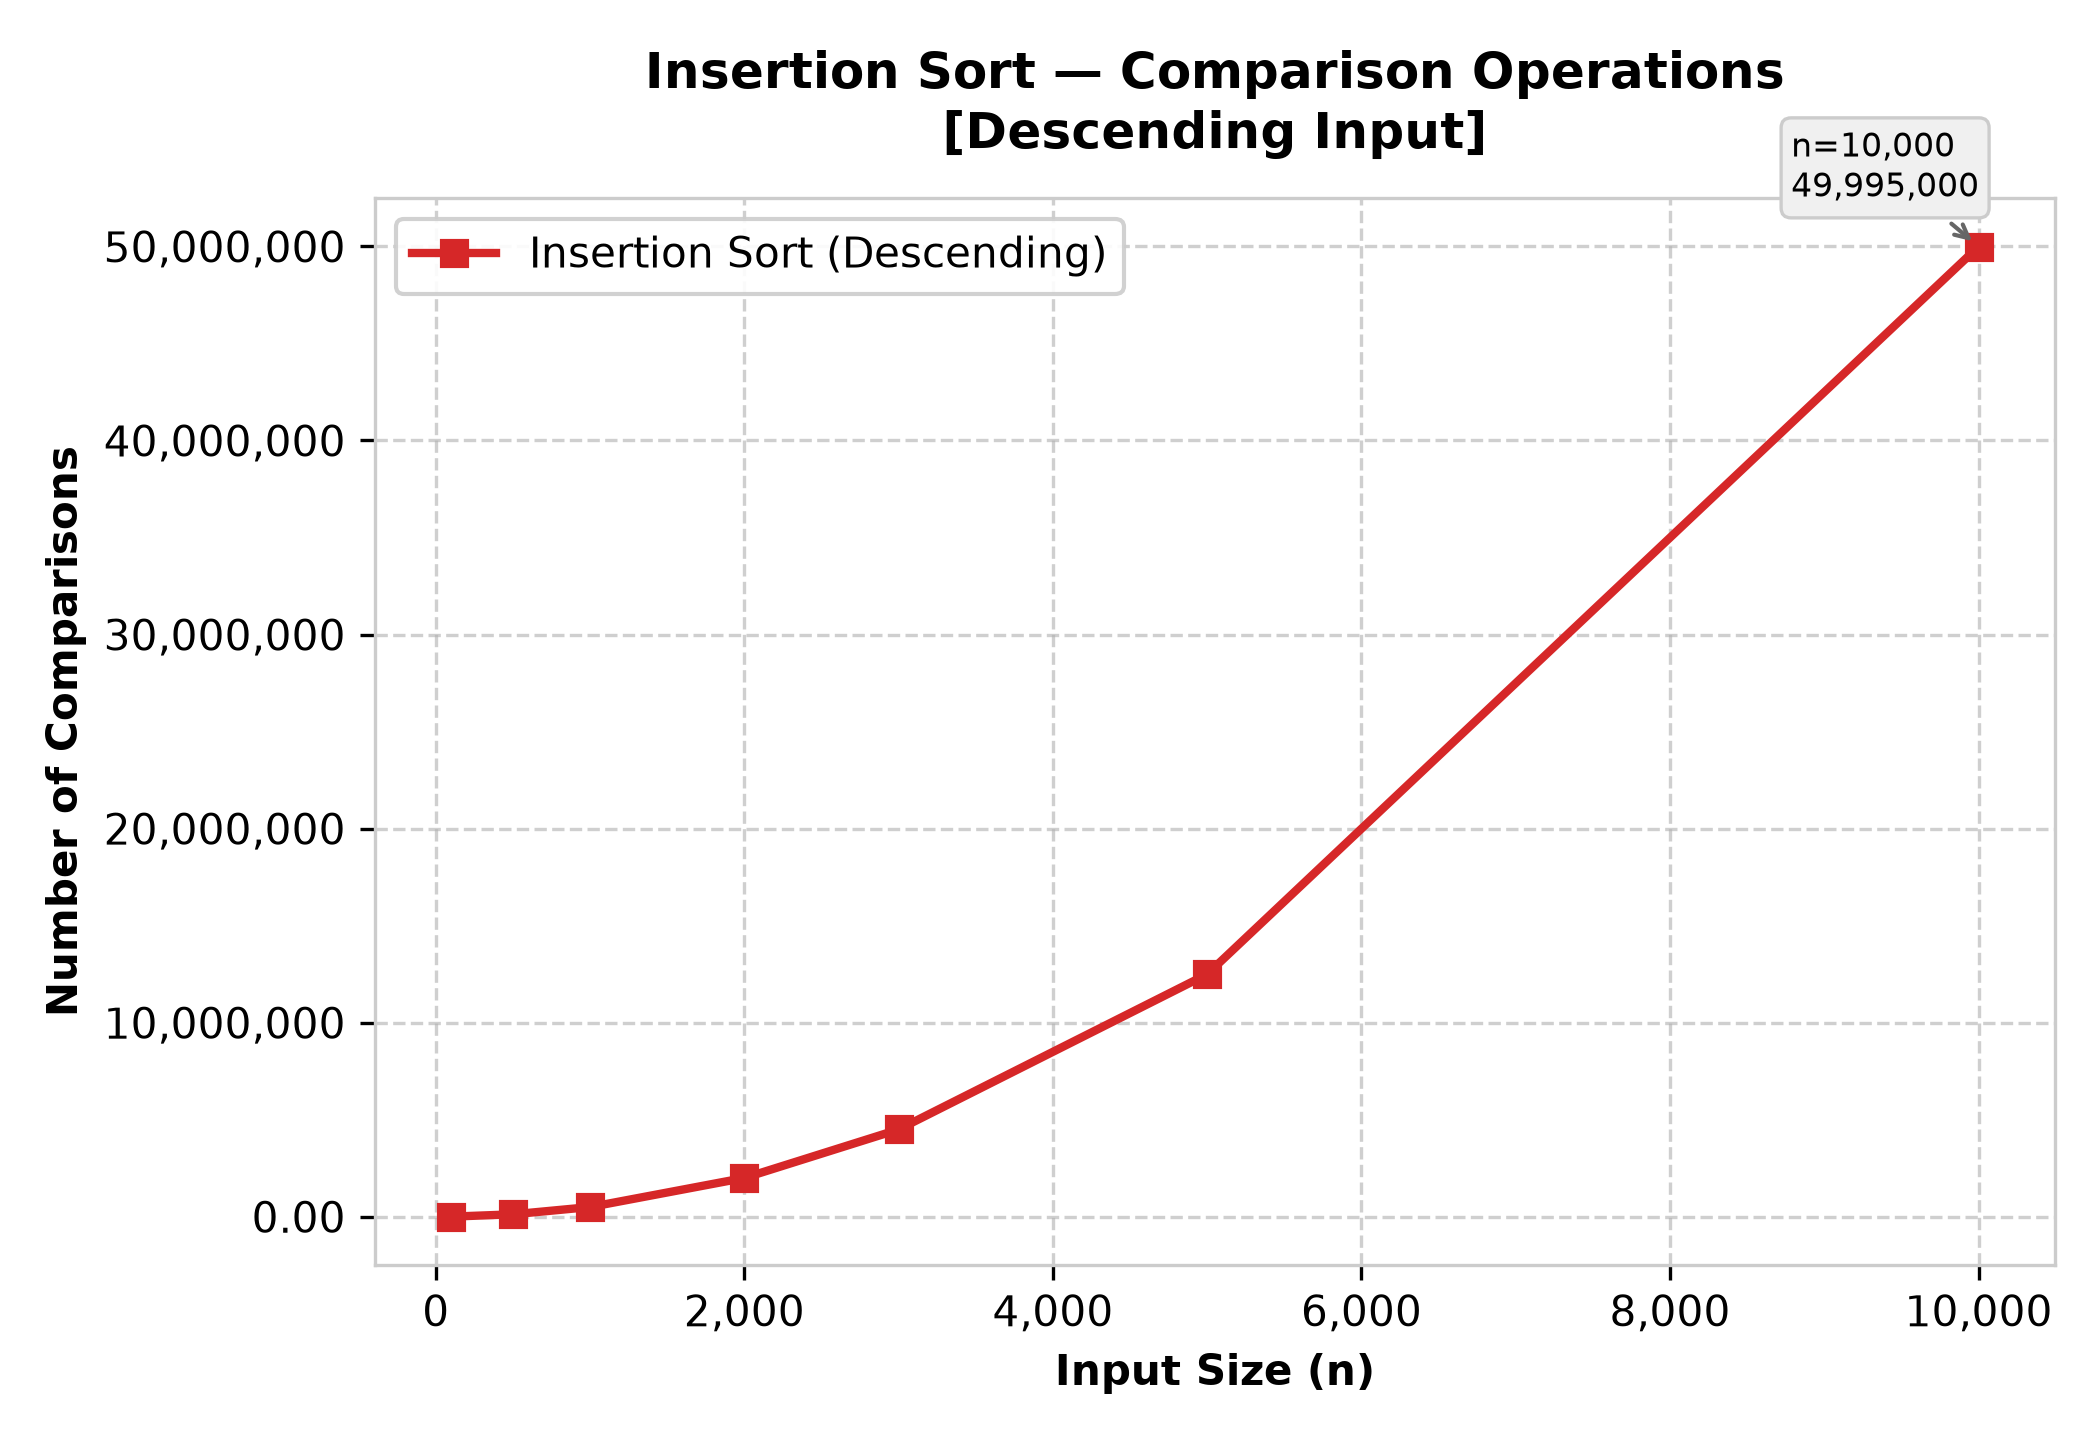 Insertion Sort — Comparison Operations
[Descending Input]
n=10,000
49,995,000
Insertion Sort (Descending)
Number of Comparisons
50,000,000
40,000,000
30,000,000
20,000,000
10,000,000
0.00
0
2,000
4,000
6,000
8,000
10,000
Input Size (n)